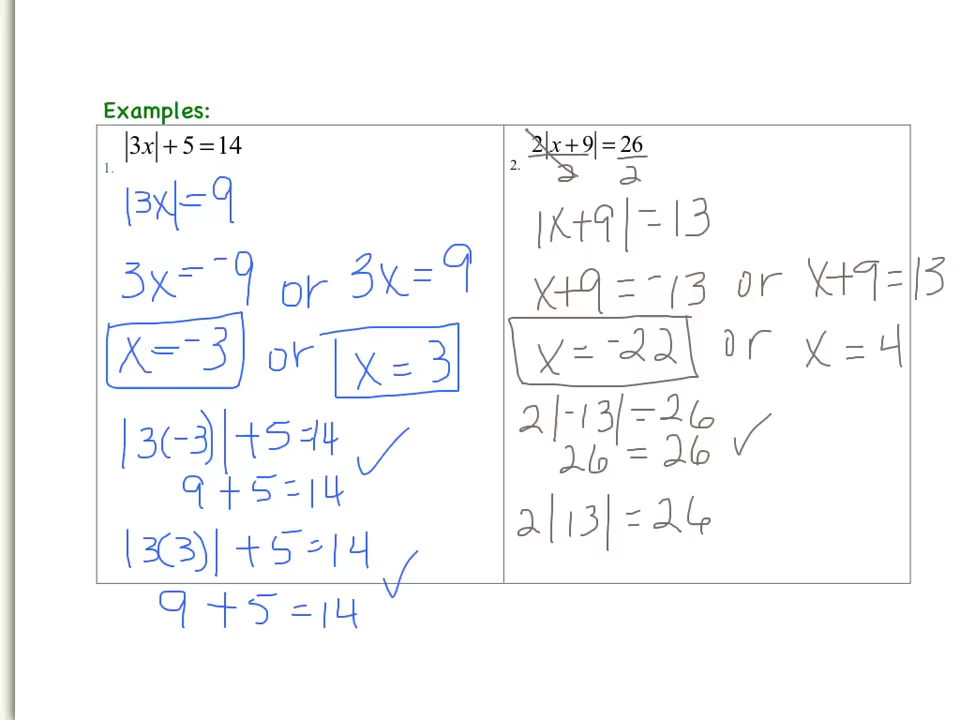 Examples:
1. |3x| + 5 = 14
|3x| = 9
3x = ⁻9 or 3x = 9
x = ⁻3 or x = 3
|3(-3)| + 5 = 14 ✓
9 + 5 = 14
|3(3)| + 5 = 14 ✓
9 + 5 = 14
2. 2|x + 9| = 26
2 2
|x+9| = 13
x+9 = ⁻13 or x+9 = 13
x = ⁻22 or x = 4
2|-13| = 26
26 = 26 ✓
2|13| = 26